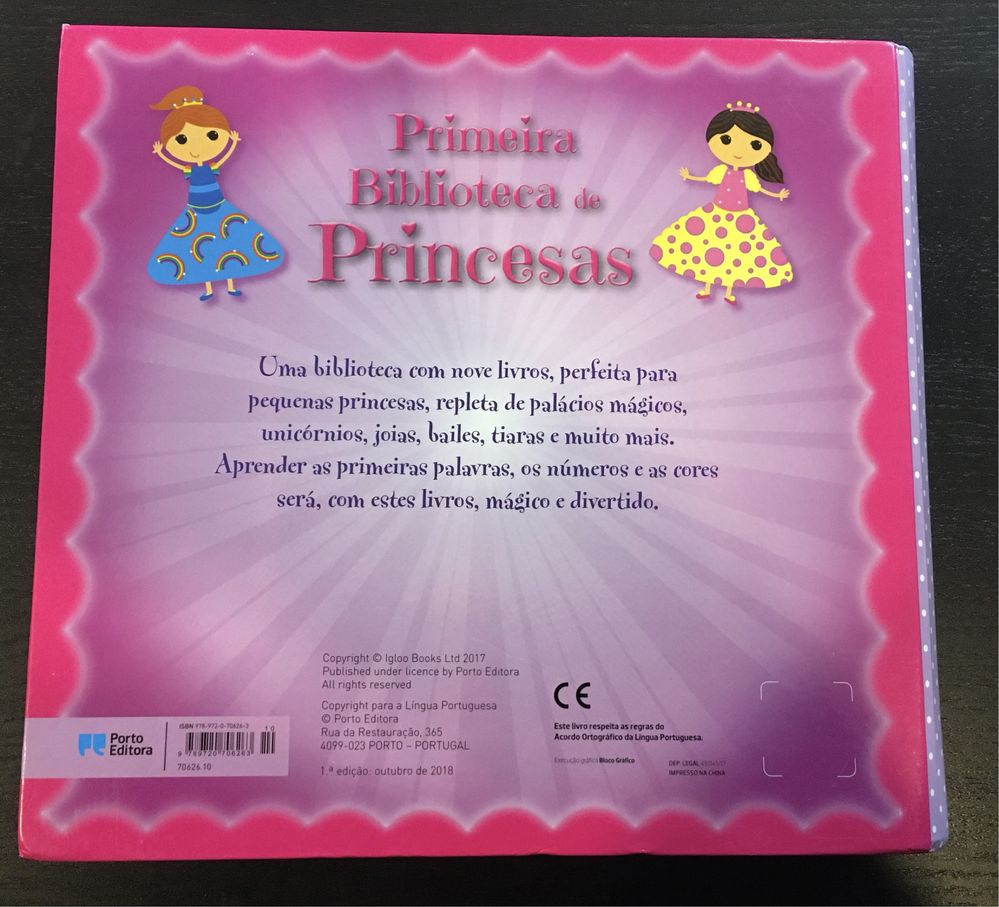 Primeira
Biblioteca de
Princesas
Uma biblioteca com nove livros, perfeita para
pequenas princesas, repleta de palácios mágicos,
unicórnios, joias, bailes, tiaras e muito mais.
Aprender as primeiras palavras, os números e as cores
será, com estes livros, mágico e divertido.
Copyright © Igloo Books Ltd 2017
Published under licence by Porto Editora
All rights reserved
Copyright para a Língua Portuguesa
© Porto Editora
Rua da Restauração, 365
4099-023 PORTO – PORTUGAL
1.ª edição: outubro de 2018
CE
Este livro respeita as regras do
Acordo Ortográfico da Língua Portuguesa.
Execução gráfica Bloco Gráfico
DEP. LEGAL
IMPRESSO NA CHINA
Porto
Editora
ISBN 978-972-0-70626-3
10
9 789720 706263
70626.10